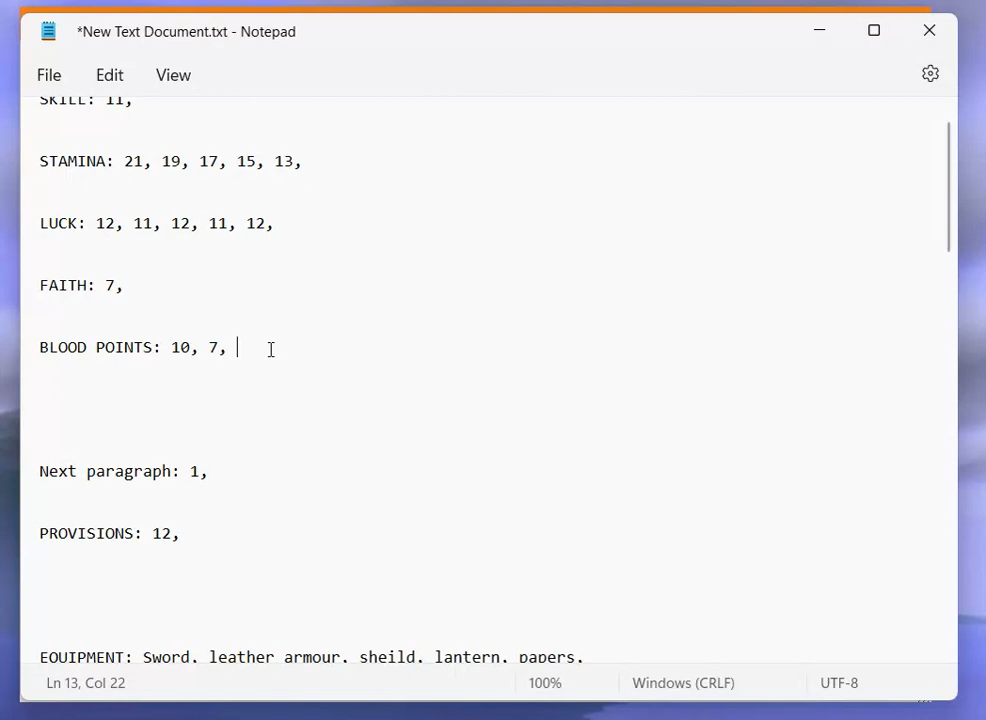 *New Text Document.txt - Notepad
File Edit View
SKILL: 11,
STAMINA: 21, 19, 17, 15, 13,
LUCK: 12, 11, 12, 11, 12,
FAITH: 7,
BLOOD POINTS: 10, 7,
Next paragraph: 1,
PROVISIONS: 12,
EQUIPMENT: Sword, leather armour, sheild, lantern, papers,
Ln 13, Col 22 100% Windows (CRLF) UTF-8